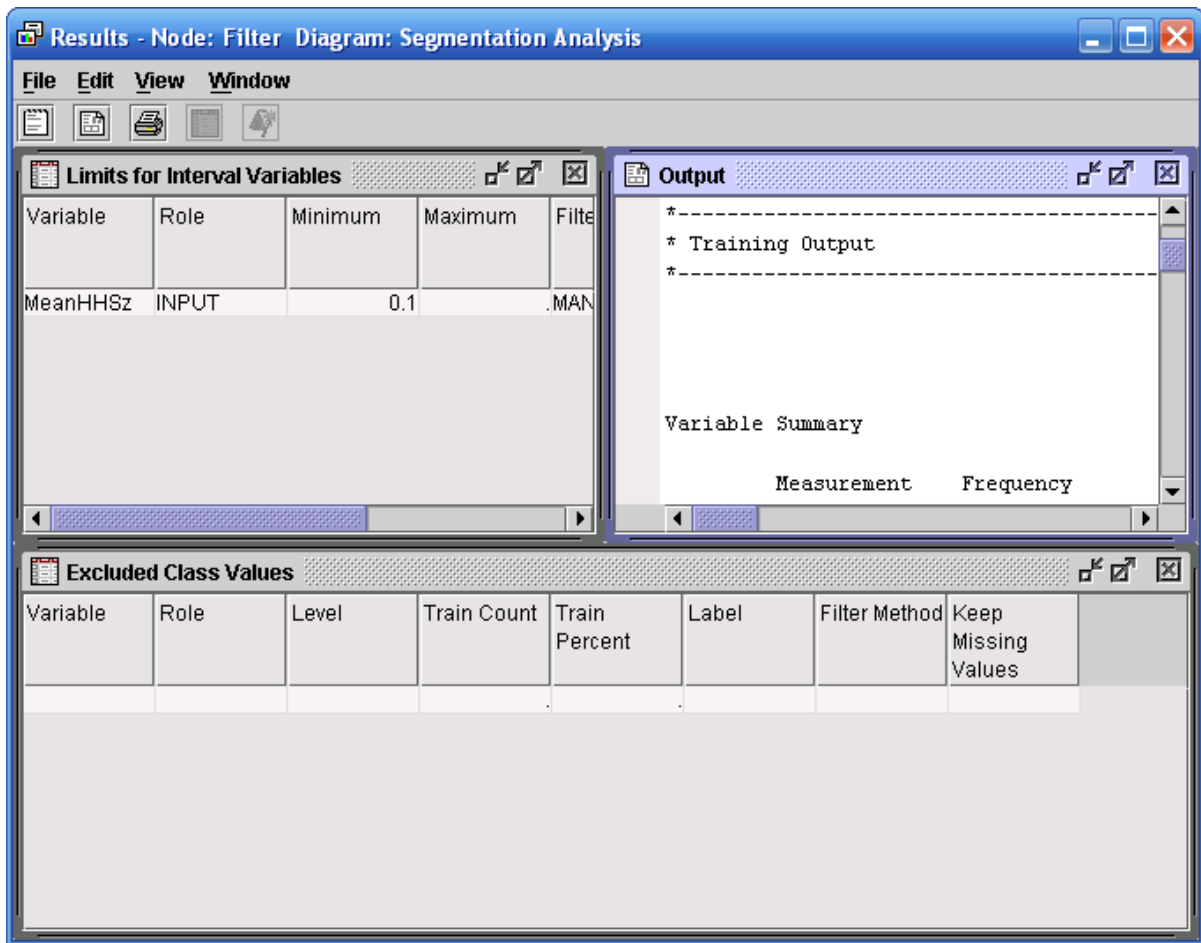 Results - Node: Filter  Diagram: Segmentation Analysis
File Edit View Window
Limits for Interval Variables
Variable Role Minimum Maximum Filte
MeanHHSz INPUT 0.1 . MAN
Output
*---------------------------------------
* Training Output
*---------------------------------------
Variable Summary
Measurement Frequency
Excluded Class Values
Variable Role Level Train Count Train Percent Label Filter Method Keep Missing Values
. .